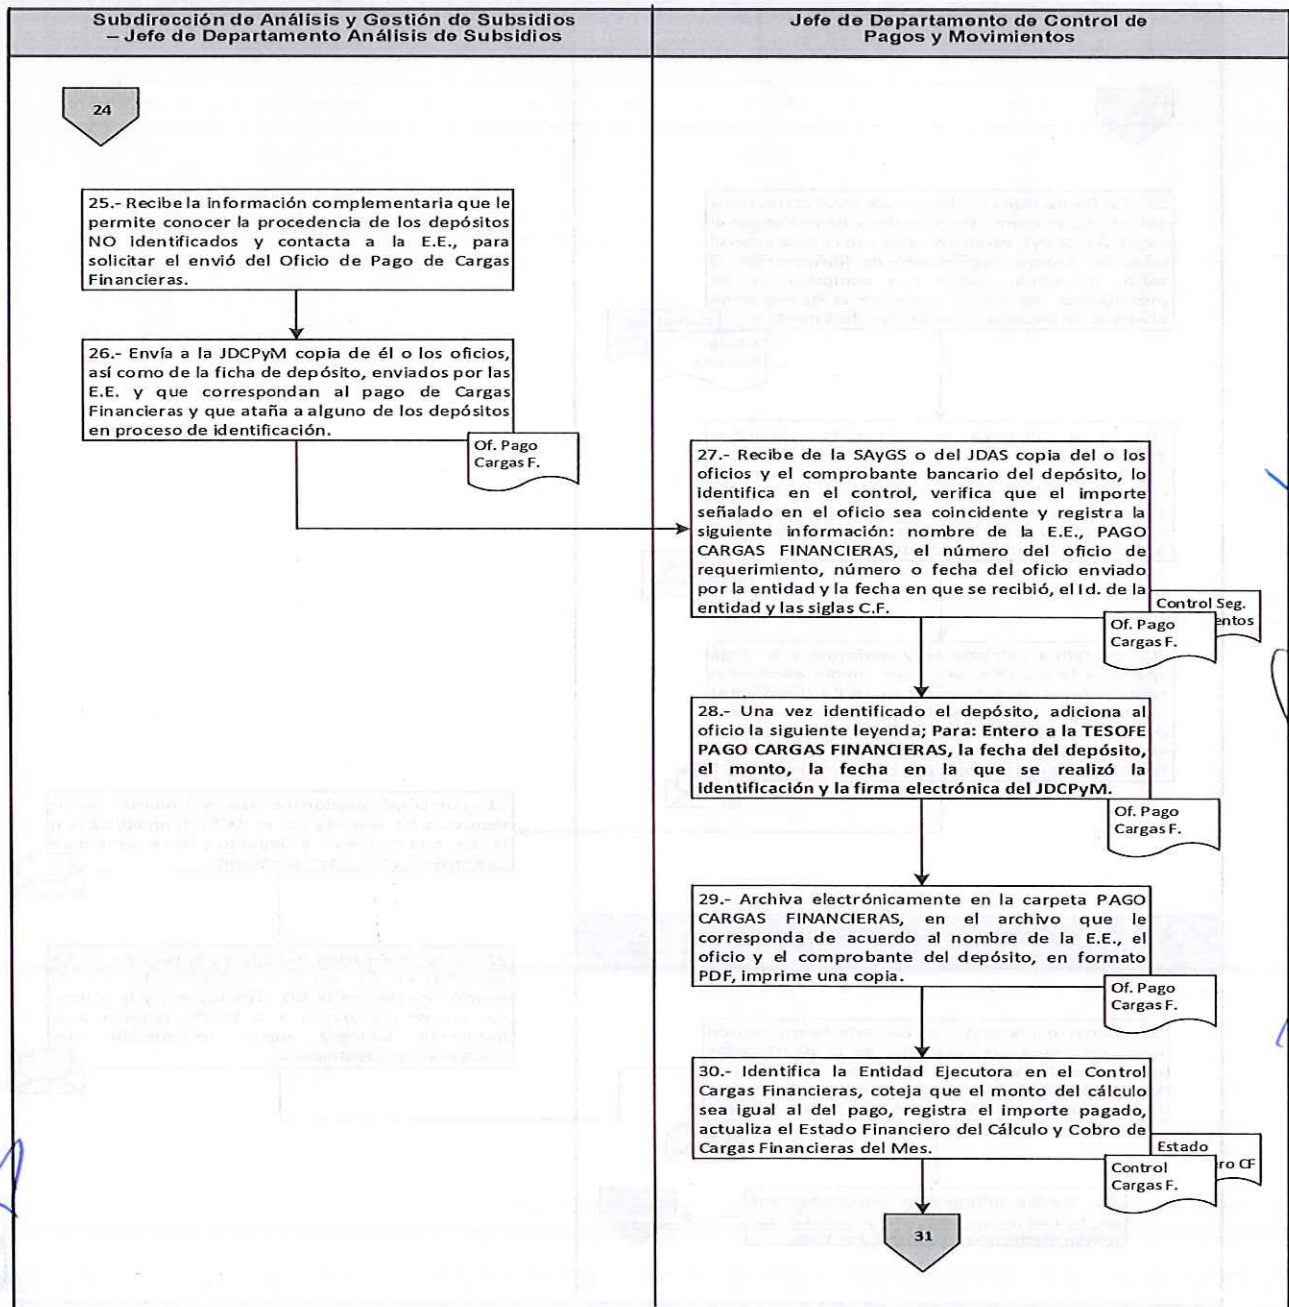 Subdirección de Análisis y Gestión de Subsidios
– Jefe de Departamento Análisis de Subsidios
Jefe de Departamento de Control de
Pagos y Movimientos
24
25.- Recibe la información complementaria que le
permite conocer la procedencia de los depósitos
NO identificados y contacta a la E.E., para
solicitar el envió del Oficio de Pago de Cargas
Financieras.
26.- Envía a la JDCPyM copia de él o los oficios,
así como de la ficha de depósito, enviados por las
E.E. y que correspondan al pago de Cargas
Financieras y que ataña a alguno de los depósitos
en proceso de identificación.
Of. Pago
Cargas F.
27.- Recibe de la SAyGS o del JDAS copia del o los
oficios y el comprobante bancario del depósito, lo
identifica en el control, verifica que el importe
señalado en el oficio sea coincidente y registra la
siguiente información: nombre de la E.E., PAGO
CARGAS FINANCIERAS, el número del oficio de
requerimiento, número o fecha del oficio enviado
por la entidad y la fecha en que se recibió, el Id. de la
entidad y las siglas C.F.
Control Seg.
entos
Of. Pago
Cargas F.
28.- Una vez identificado el depósito, adiciona al
oficio la siguiente leyenda; Para: Entero a la TESOFE
PAGO CARGAS FINANCIERAS, la fecha del depósito,
el monto, la fecha en la que se realizó la
identificación y la firma electrónica del JDCPyM.
Of. Pago
Cargas F.
29.- Archiva electrónicamente en la carpeta PAGO
CARGAS FINANCIERAS, en el archivo que le
corresponda de acuerdo al nombre de la E.E., el
oficio y el comprobante del depósito, en formato
PDF, imprime una copia.
Of. Pago
Cargas F.
30.- Identifica la Entidad Ejecutora en el Control
Cargas Financieras, coteja que el monto del cálculo
sea igual al del pago, registra el importe pagado,
actualiza el Estado Financiero del Cálculo y Cobro de
Cargas Financieras del Mes.
Estado
ro CF
Control
Cargas F.
31